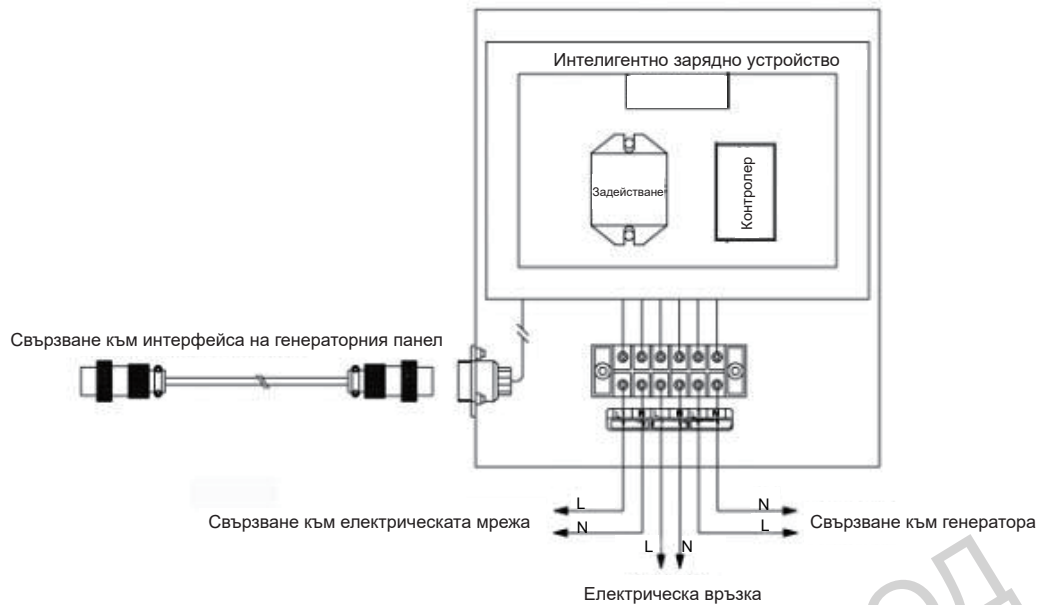 Интелигентно зарядно устройство
Задействане
Контролер
Свързване към интерфейса на генераторния панел
L
N
Свързване към електрическата мрежа
L
N
Електрическа връзка
N
L
Свързване към генератора